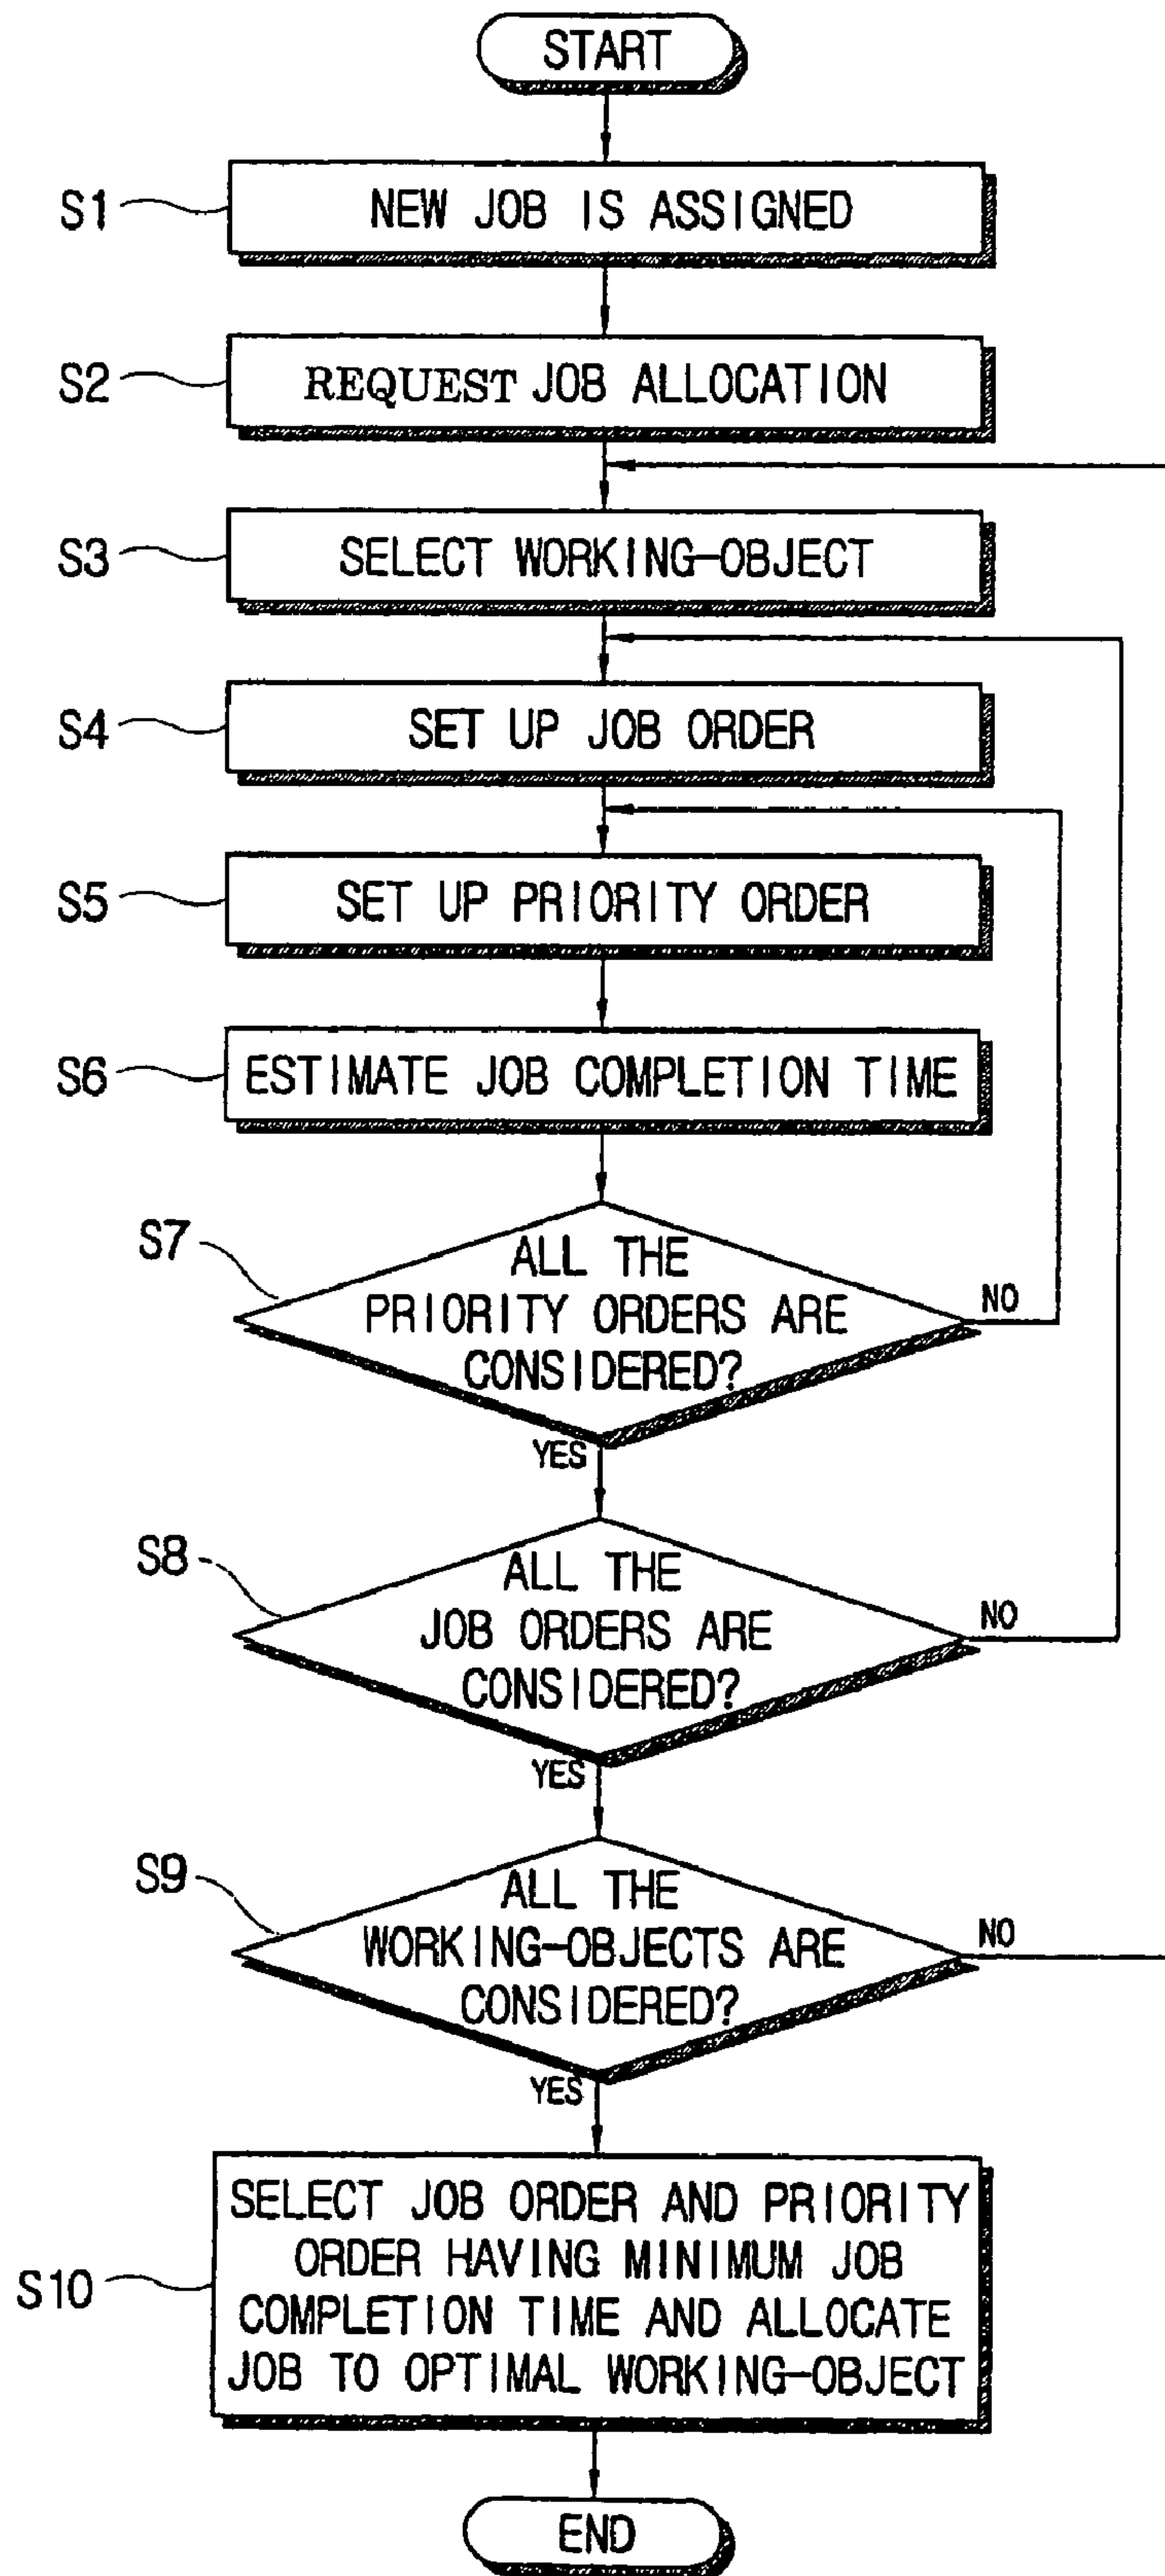 START
S1
NEW JOB IS ASSIGNED
S2
REQUEST JOB ALLOCATION
S3
SELECT WORKING-OBJECT
S4
SET UP JOB ORDER
S5
SET UP PRIORITY ORDER
S6
ESTIMATE JOB COMPLETION TIME
S7
ALL THE
PRIORITY ORDERS ARE
CONSIDERED?
NO
YES
S8
ALL THE
JOB ORDERS ARE
CONSIDERED?
NO
YES
S9
ALL THE
WORKING-OBJECTS ARE
CONSIDERED?
NO
YES
S10
SELECT JOB ORDER AND PRIORITY
ORDER HAVING MINIMUM JOB
COMPLETION TIME AND ALLOCATE
JOB TO OPTIMAL WORKING-OBJECT
END